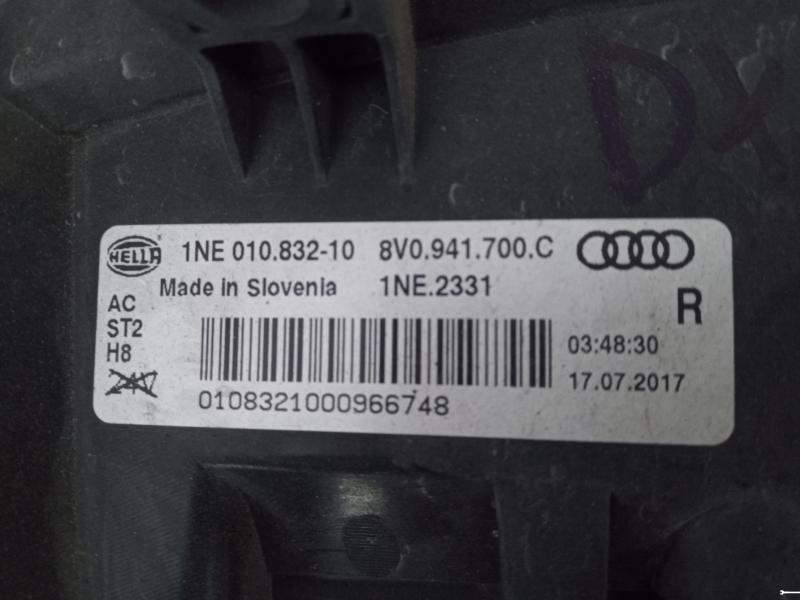 DX
HELLA 1NE 010.832-10 8V0.941.700.C
Made in Slovenia 1NE.2331
AC
ST2
H8
R
03:48:30
17.07.2017
0108321000966748